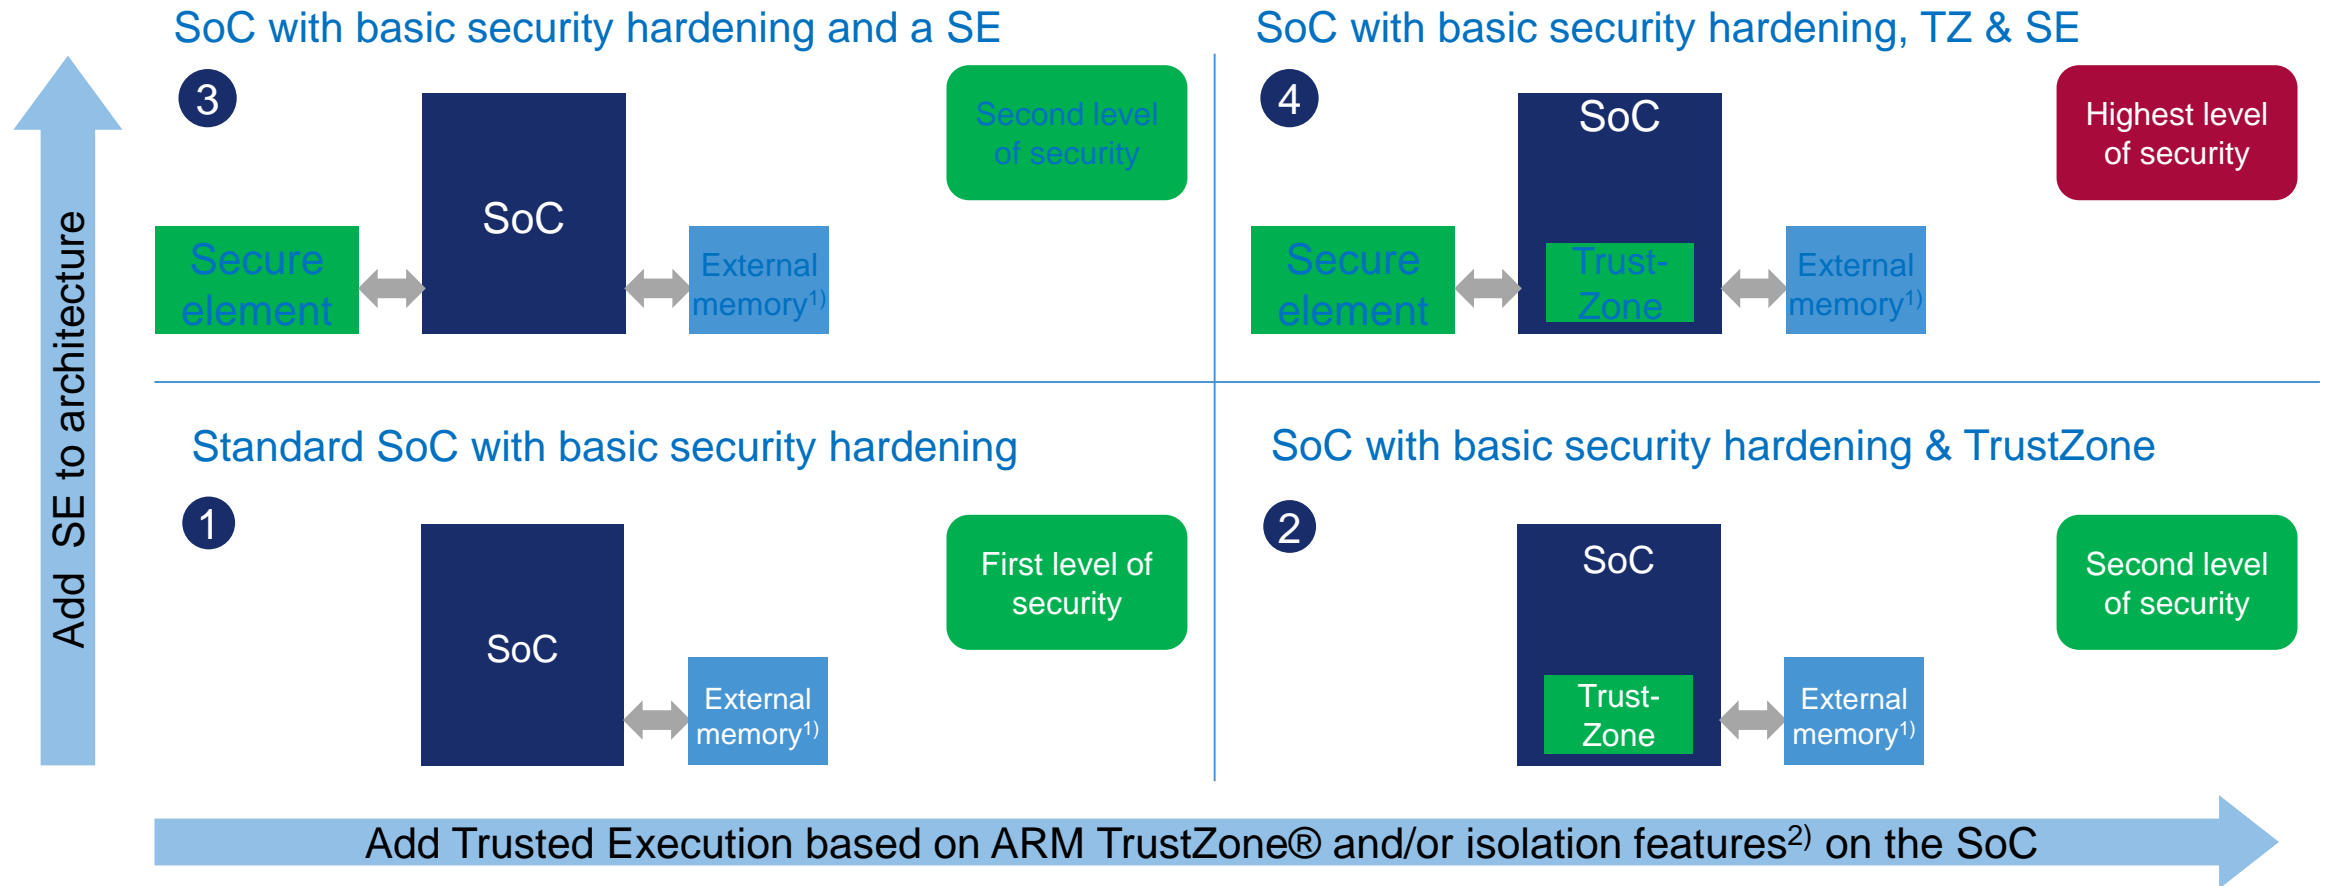 SoC with basic security hardening and a SE
3
SoC
Second level
of security
Secure
element
External
memory1)
SoC with basic security hardening, TZ & SE
4
SoC
Highest level
of security
Secure
element
Trust-
Zone
External
memory1)
Add  SE to architecture
Standard SoC with basic security hardening
1
SoC
First level of
security
External
memory1)
SoC with basic security hardening & TrustZone
2
SoC
Second level
of security
Trust-
Zone
External
memory1)
Add Trusted Execution based on ARM TrustZone® and/or isolation features2) on the SoC